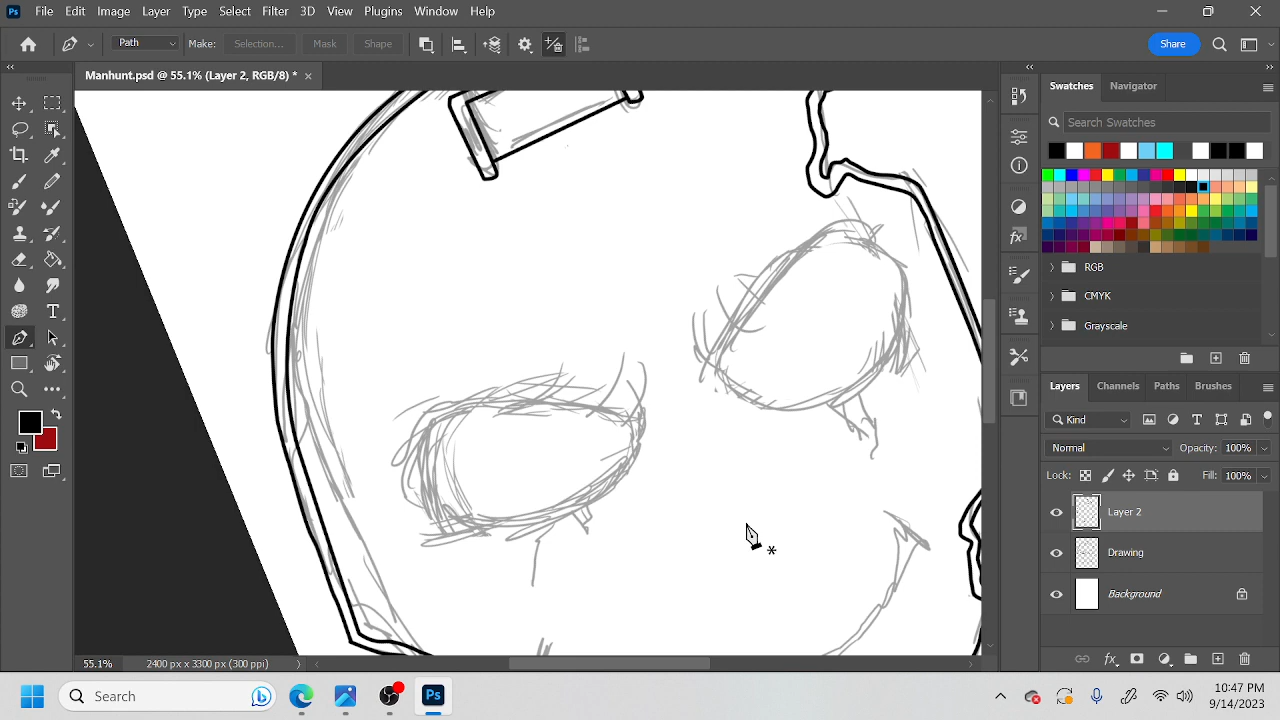 Ps File Edit Image Layer Type Select Filter 3D View Plugins Window Help
Path Make: Selection... Mask Shape Share
Manhunt.psd @ 55.1% (Layer 2, RGB/8) *
Swatches Navigator
Search Swatches
RGB
CMYK
Grayscale
Layers Channels Paths Brushes
Kind
Normal Opacity: 100%
Lock: Fill: 100%
Layer 2
Drawing
Background
55.1% 2400 px x 3300 px (300 ppi)
Search Ps 10:47 PM
9/14/2023